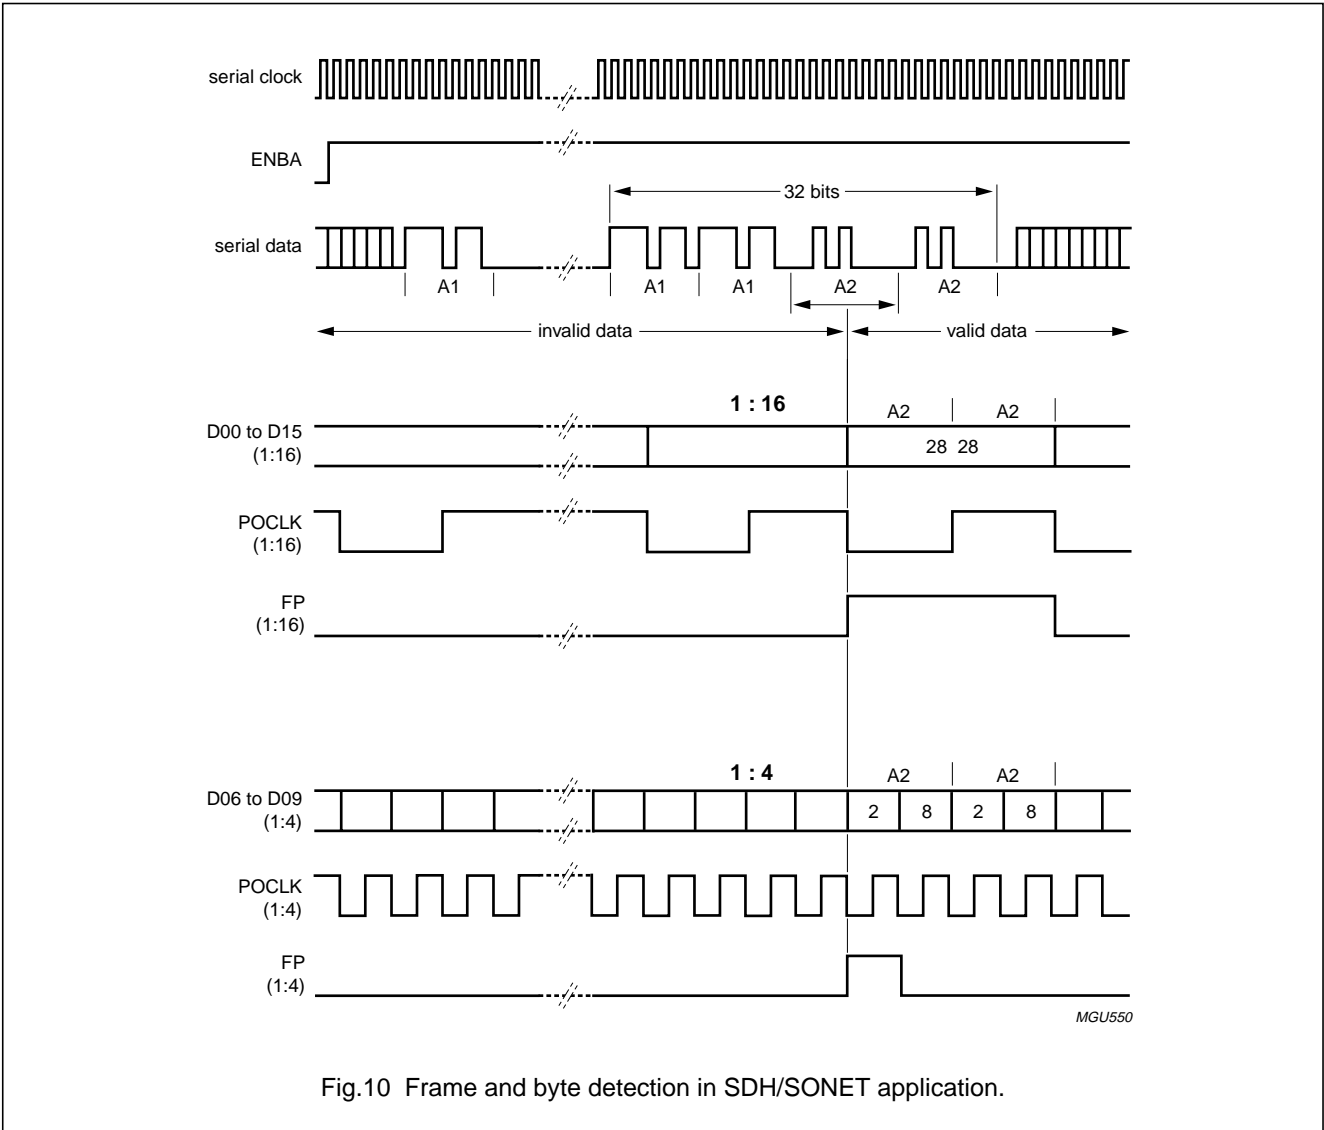 serial clock
ENBA
32 bits
serial data
A1 A1 A1 A2 A2
invalid data valid data
1 : 16 A2 A2
D00 to D15
(1:16)
28 28
POCLK
(1:16)
FP
(1:16)
1 : 4 A2 A2
D06 to D09
(1:4)
2 8 2 8
POCLK
(1:4)
FP
(1:4)
MGU550
Fig.10 Frame and byte detection in SDH/SONET application.